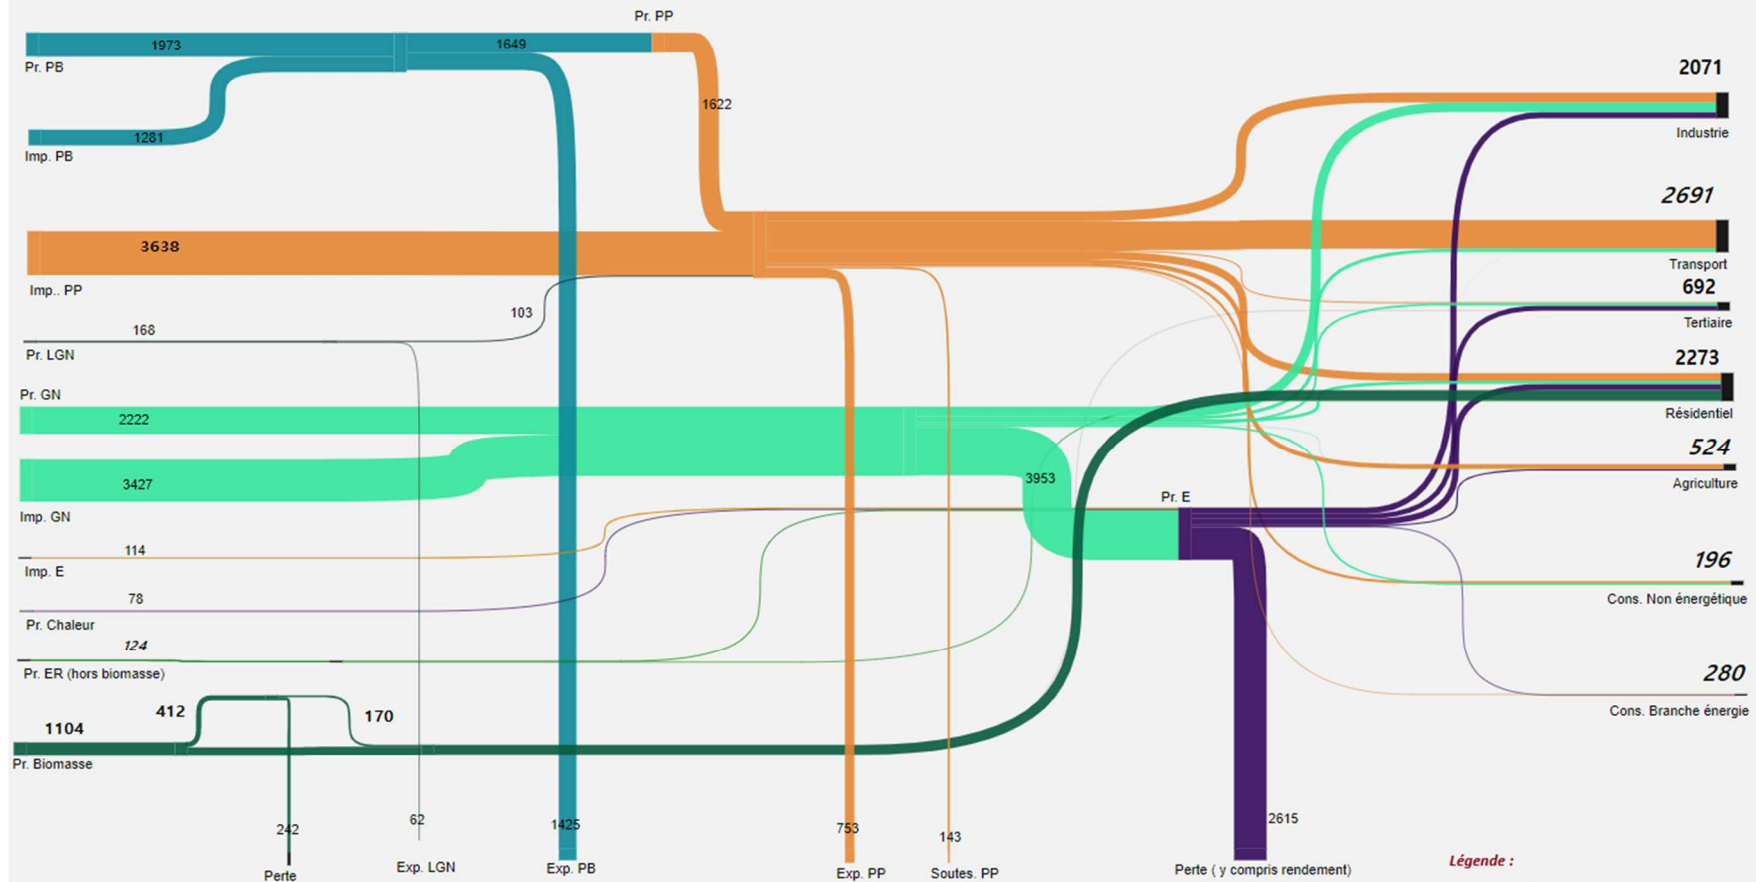 Pr. PP
1973
1649
Pr. PB
2071
1622
1281
Industrie
Imp. PB
2691
3638
Transport
Imp.. PP
692
103
168
Tertiaire
Pr. LGN
2273
Pr. GN
2222
Résidentiel
524
3427
3953
Agriculture
Pr. E
Imp. GN
114
196
Imp. E
78
Cons. Non énergétique
Pr. Chaleur
124
Pr. ER (hors biomasse)
280
412
170
Cons. Branche énergie
1104
Pr. Biomasse
242
62
1425
753
143
2615
Légende :
Perte
Exp. LGN
Exp. PB
Exp. PP
Soutes. PP
Perte ( y compris rendement)